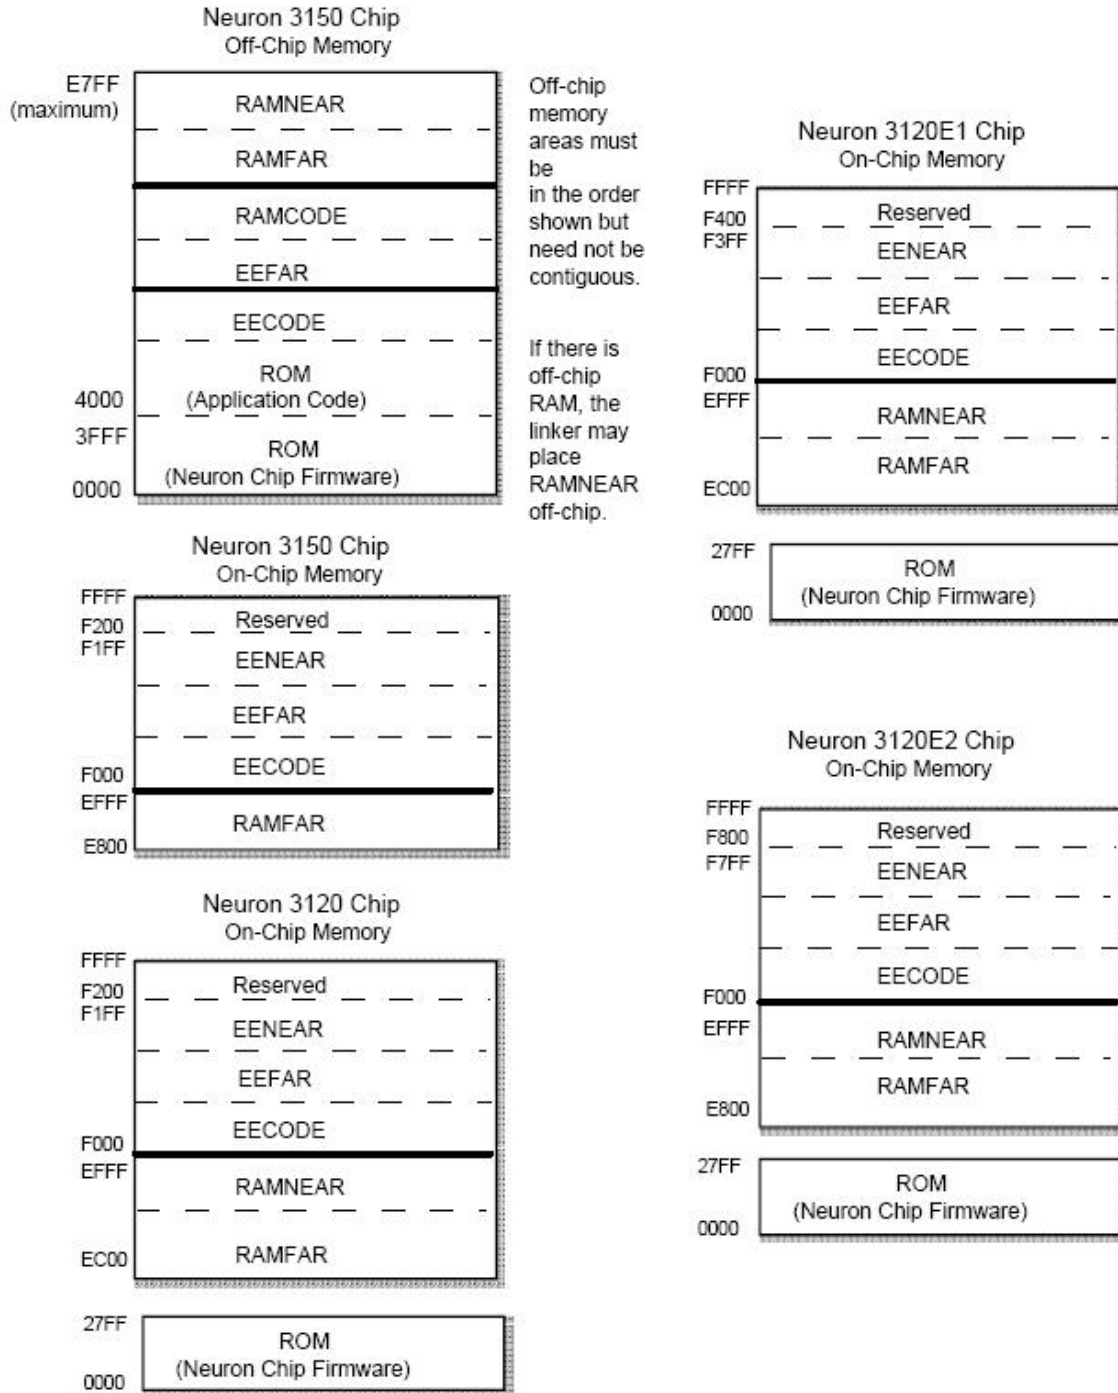 Neuron 3150 Chip
Off-Chip Memory
E7FF
(maximum)
RAMNEAR
RAMFAR
RAMCODE
EEFAR
EECODE
ROM
(Application Code)
4000
3FFF
ROM
(Neuron Chip Firmware)
0000
Off-chip
memory
areas must
be
in the order
shown but
need not be
contiguous.
If there is
off-chip
RAM, the
linker may
place
RAMNEAR
off-chip.
Neuron 3150 Chip
On-Chip Memory
FFFF
Reserved
F200
F1FF
EENEAR
EEFAR
EECODE
F000
EFFF
RAMFAR
E800
Neuron 3120 Chip
On-Chip Memory
FFFF
Reserved
F200
F1FF
EENEAR
EEFAR
EECODE
F000
EFFF
RAMNEAR
RAMFAR
EC00
27FF
ROM
(Neuron Chip Firmware)
0000
Neuron 3120E1 Chip
On-Chip Memory
FFFF
Reserved
F400
F3FF
EENEAR
EEFAR
EECODE
F000
EFFF
RAMNEAR
RAMFAR
EC00
27FF
ROM
(Neuron Chip Firmware)
0000
Neuron 3120E2 Chip
On-Chip Memory
FFFF
Reserved
F800
F7FF
EENEAR
EEFAR
EECODE
F000
EFFF
RAMNEAR
RAMFAR
E800
27FF
ROM
(Neuron Chip Firmware)
0000